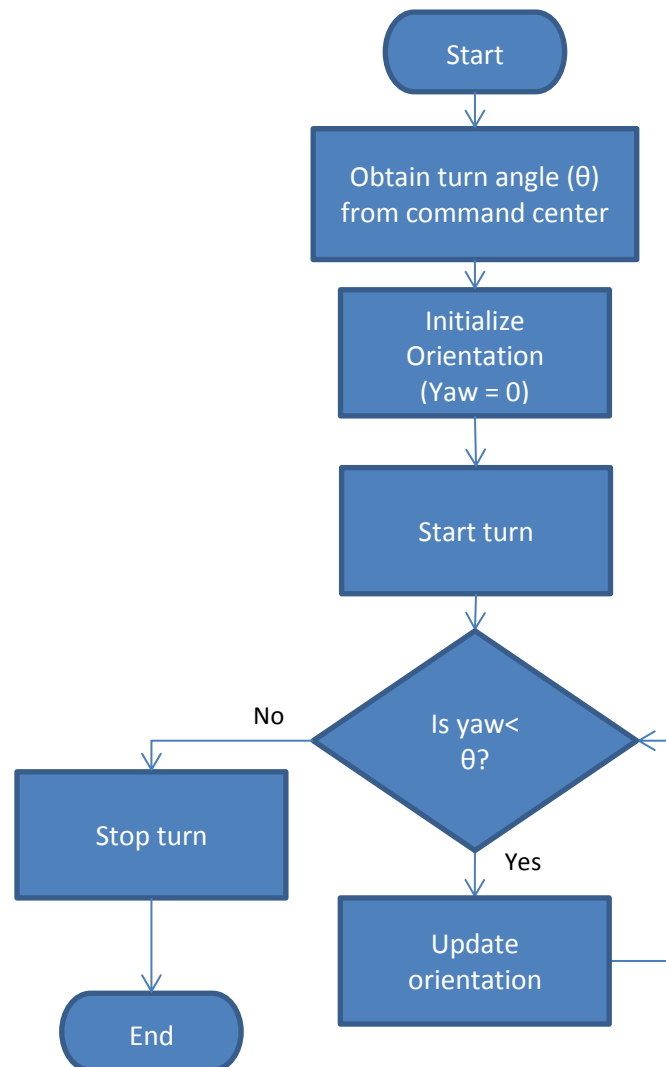 Start
Obtain turn angle (θ)
from command center
Initialize
Orientation
(Yaw = 0)
Start turn
Is yaw<
θ?
No
Yes
Stop turn
Update
orientation
End